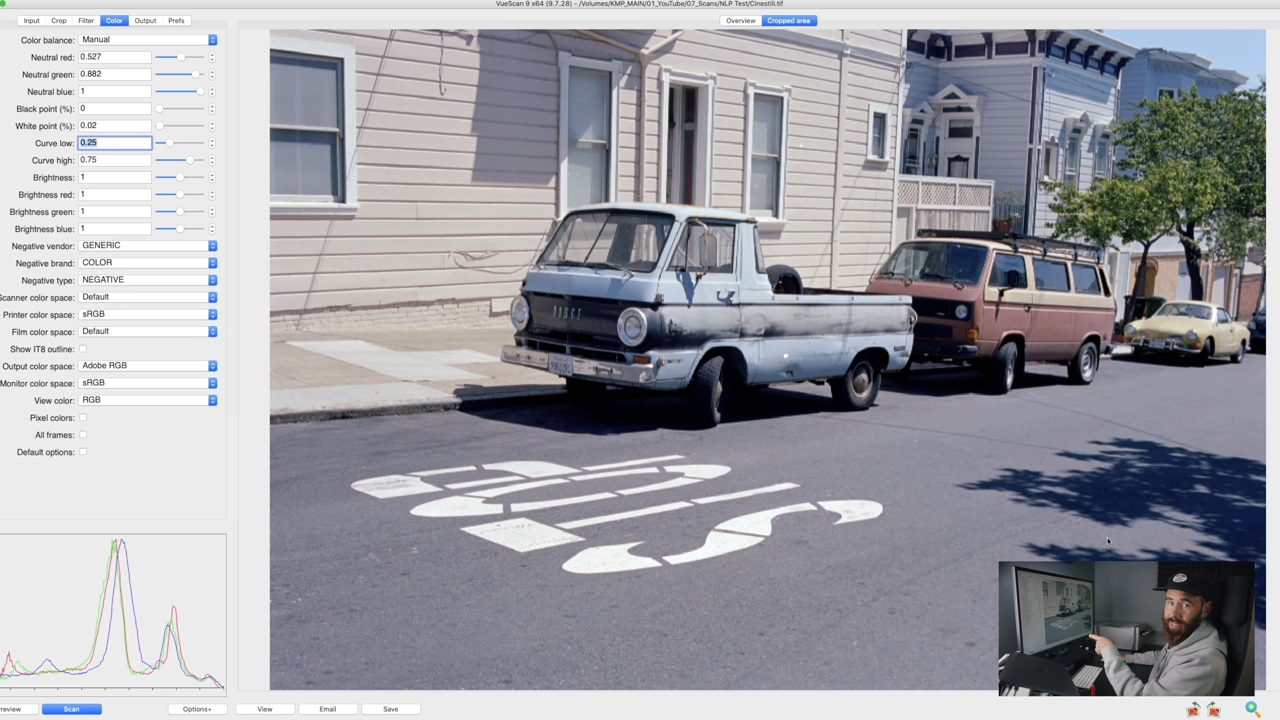 VueScan 9 x64 (9.7.28) - /Volumes/KMP_MAIN/01_YouTube/07_Scans/NLP Test/Cinestill.tif
Input Crop Filter Color Output Prefs Overview Cropped area
Color balance: Manual
Neutral red: 0.527
Neutral green: 0.882
Neutral blue: 1
Black point (%): 0
White point (%): 0.02
Curve low: 0.25
Curve high: 0.75
Brightness: 1
Brightness red: 1
Brightness green: 1
Brightness blue: 1
Negative vendor: GENERIC
Negative brand: COLOR
Negative type: NEGATIVE
Scanner color space: Default
Printer color space: sRGB
Film color space: Default
Show IT8 outline:
Output color space: Adobe RGB
Monitor color space: sRGB
View color: RGB
Pixel colors:
All frames:
Default options:
DODGE
review Scan Options+ View Email Save